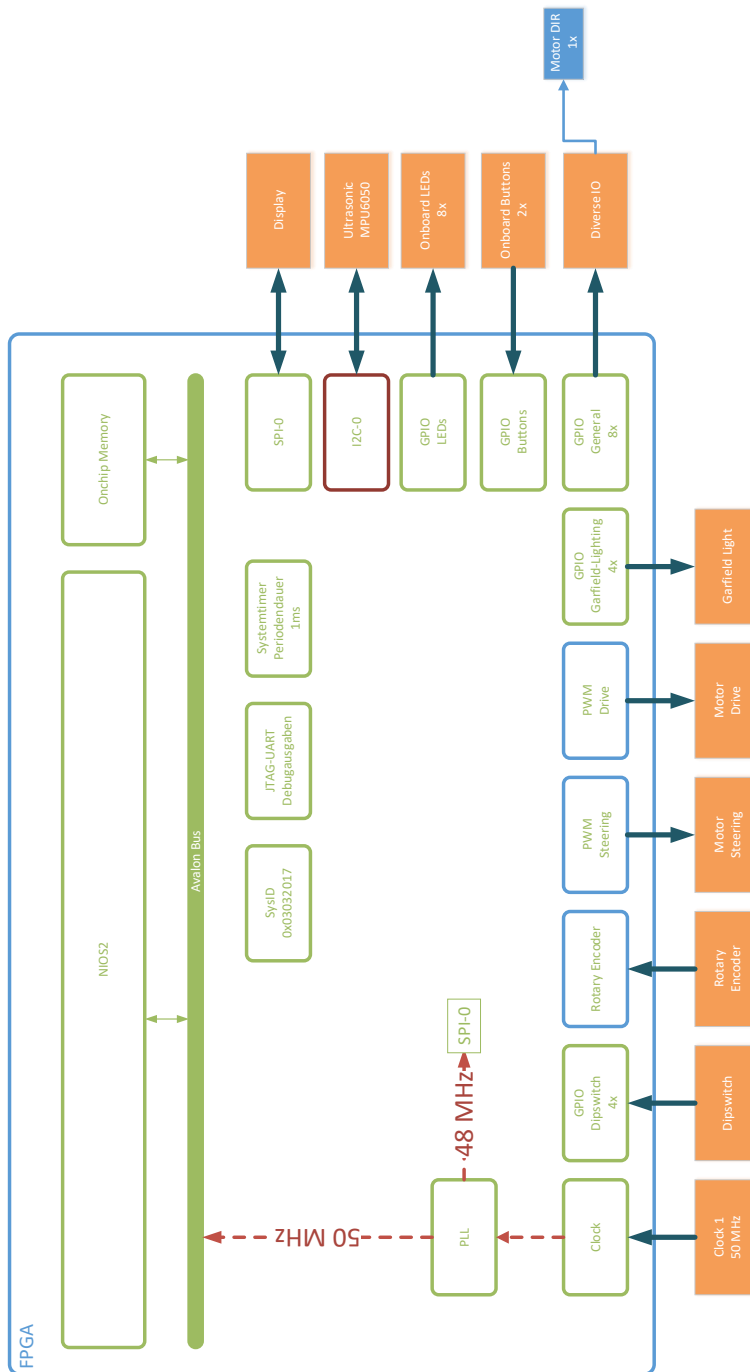 FPGA
NIOS2
Onchip Memory
Avalon Bus
SysID
0x03032017
JTAG-UART
Debugausgaben
Systemtimer
Periodendauer
1ms
SPI-0
Display
I2C-0
Ultrasonic
MPU6050
GPIO
LEDs
Onboard LEDs
8x
GPIO
Buttons
Onboard Buttons
2x
GPIO
General
8x
Diverse IO
Motor DIR
1x
50 MHz
PLL
48 MHz
SPI-0
Clock
GPIO
Dipswitch
4x
Rotary Encoder
PWM
Steering
PWM
Drive
GPIO
Garfield-Lighting
4x
Clock 1
50 MHz
Dipswitch
Rotary
Encoder
Motor
Steering
Motor
Drive
Garfield Light